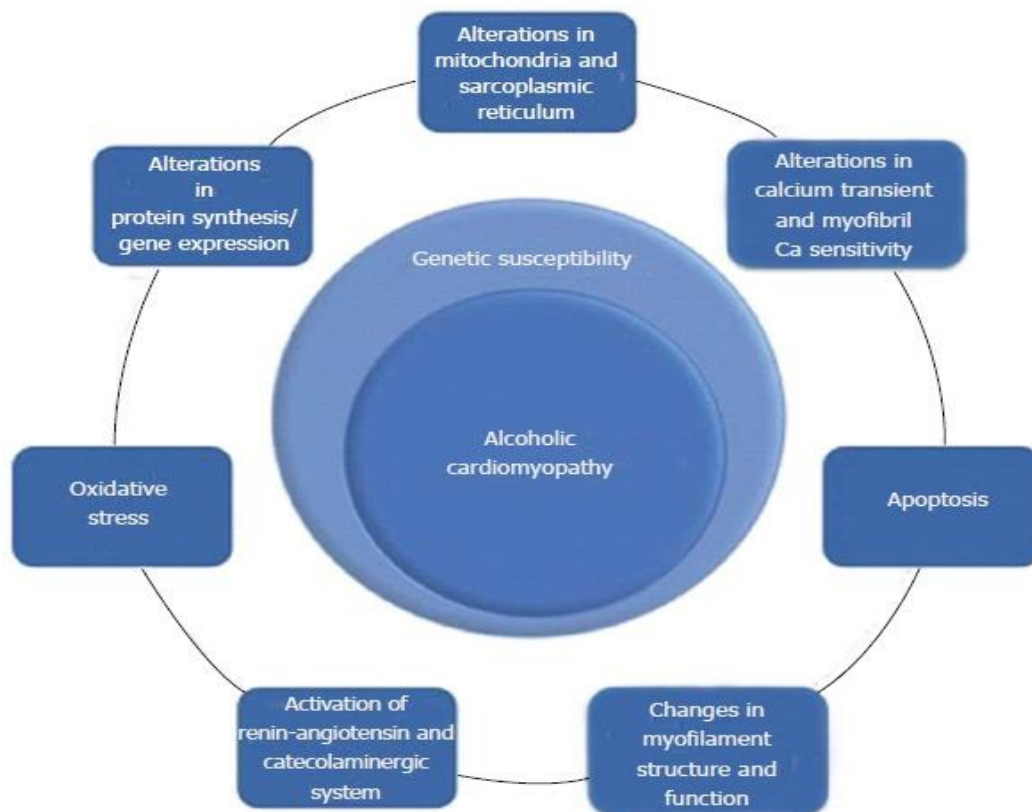 Alterations in
mitochondria and
sarcoplasmic
reticulum
Alterations
in
protein synthesis/
gene expression
Alterations in
calcium transient
and myofibril
Ca sensitivity
Genetic susceptibility
Alcoholic
cardiomyopathy
Oxidative
stress
Apoptosis
Activation of
renin-angiotensin and
catecolaminergic
system
Changes in
myofilament
structure and
function